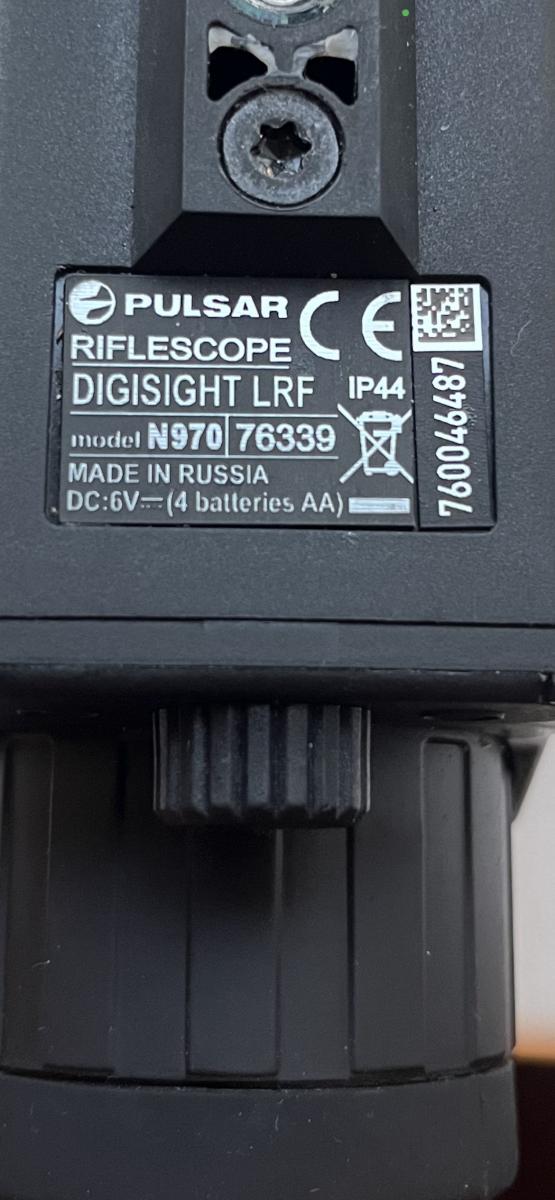 PULSAR CE
RIFLESCOPE
DIGISIGHT LRF IP44
model N970 76339
MADE IN RUSSIA
DC:6V⎓(4 batteries AA)
760046487